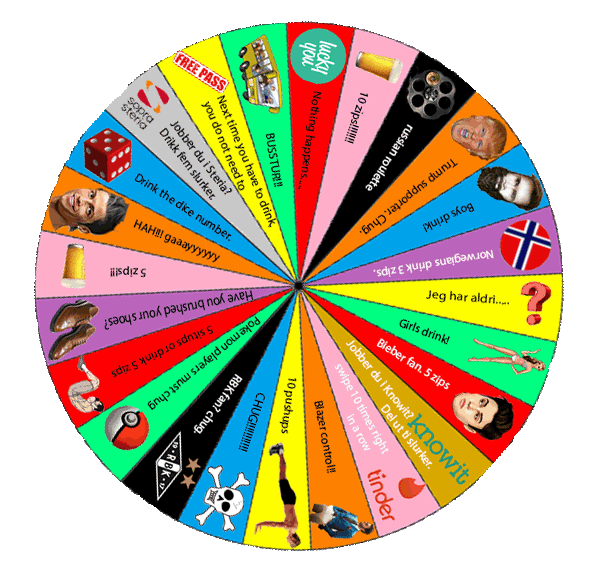 lucky
you.
Nothing happens....
10 zips!!!!!!!
russian roulette
Trump supporter. Chug.
Boys drink!
Norwegians drink 3 zips.
Jeg har aldri.....
Girls drink!
Bieber fan. 5 zips
Jobber du i Knowit?
Del ut ti slurker.
knowit
swipe 10 times right
in a row
tinder
Blazer control!!
10 pushups
CHUG!!!!!!!!!!
RBK fan? chug.
R·B·K
Pokemon players must chug
5 situps or drink 5 zips
Have you brushed your shoes?
5 zips!!!
HAH!i! gaaayyyyyy
Drink the dice number.
sopra
steria
Jobber du i Steria?
Drikk fem slurker.
FREE PASS
Next time you have to drink,
you do not need to
BUSSTUR!!!